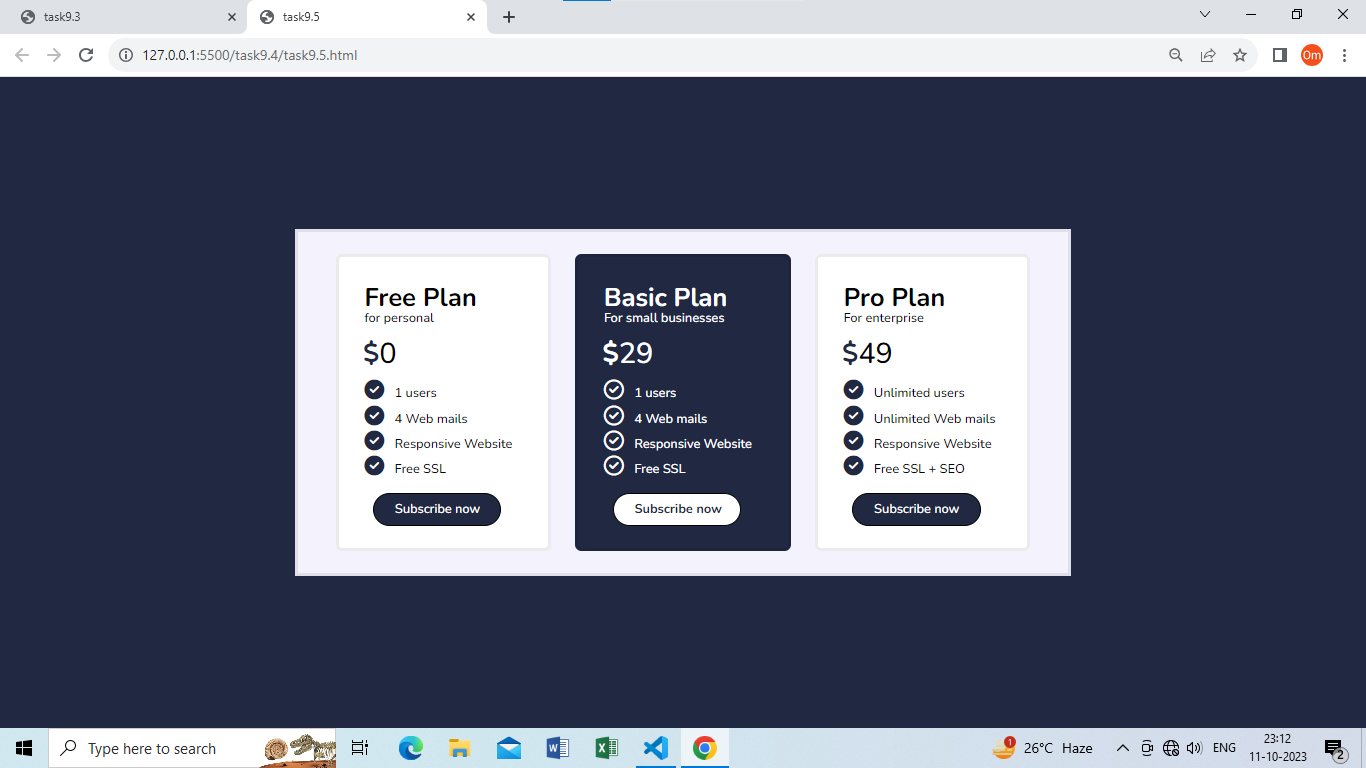 task9.3
task9.5
127.0.0.1:5500/task9.4/task9.5.html
Om
Free Plan
for personal
$0
1 users
4 Web mails
Responsive Website
Free SSL
Subscribe now
Basic Plan
For small businesses
$29
1 users
4 Web mails
Responsive Website
Free SSL
Subscribe now
Pro Plan
For enterprise
$49
Unlimited users
Unlimited Web mails
Responsive Website
Free SSL + SEO
Subscribe now
Type here to search
1
26°C Haze
ENG
23:12
11-10-2023
2